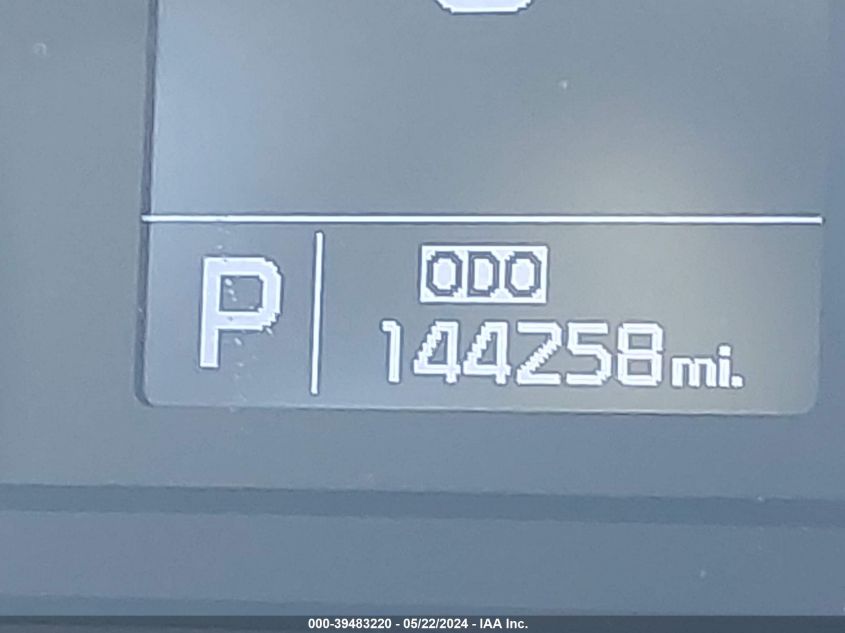 P
ODO
144258 mi.
000-39483220 - 05/22/2024 - IAA Inc.